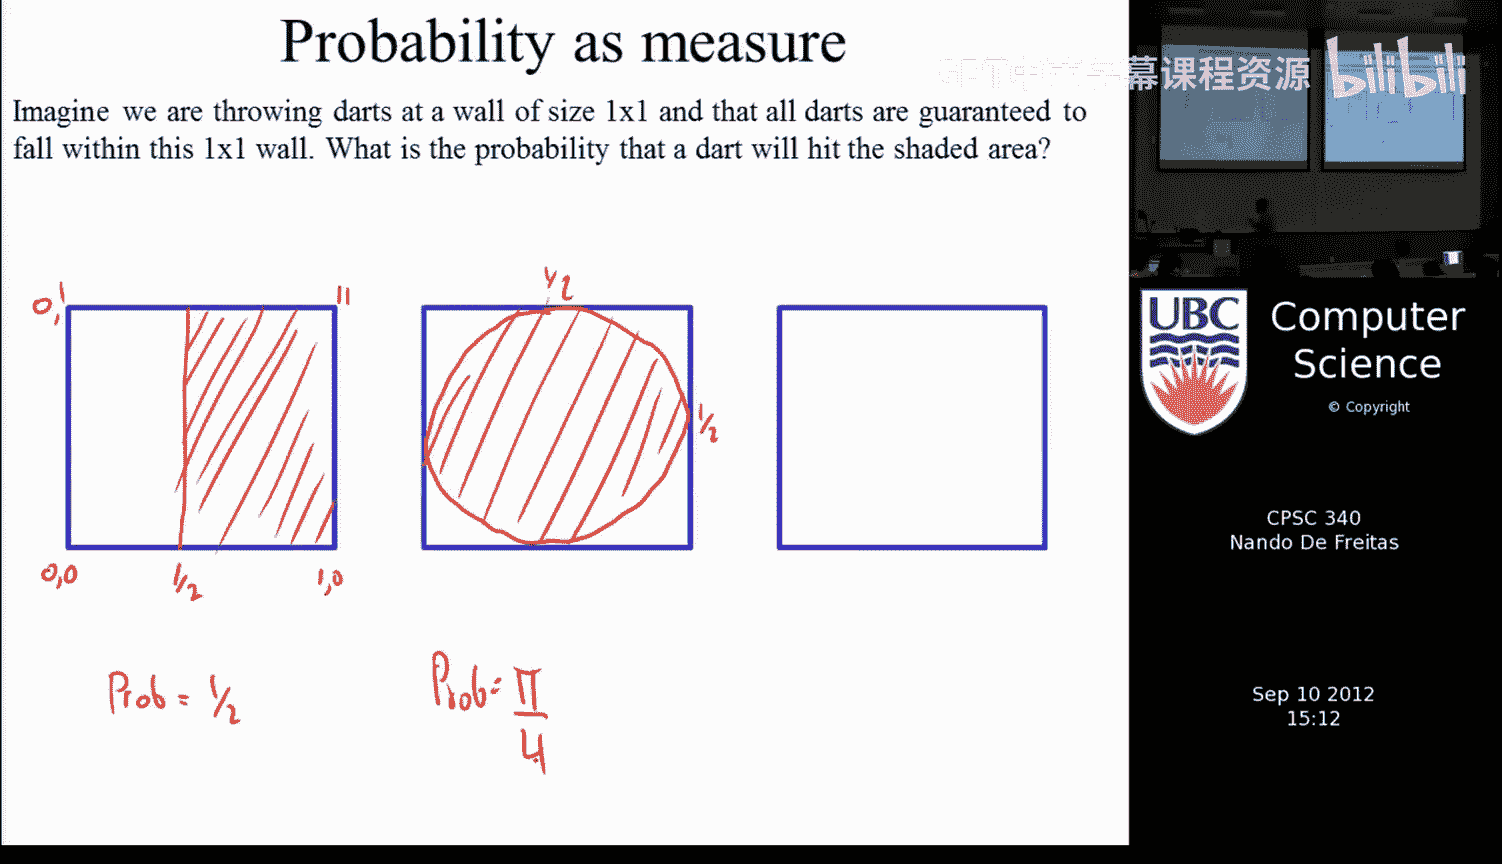 Probability as measure
Imagine we are throwing darts at a wall of size 1x1 and that all darts are guaranteed to
fall within this 1x1 wall. What is the probability that a dart will hit the shaded area?
幕课程资源 bilibili
UBC
Computer
Science
© Copyright
0,1
11
1/2
1/2
0,0
1/2
1,0
Prob = 1/2
Prob = π/4
CPSC 340
Nando De Freitas
Sep 10 2012
15:12